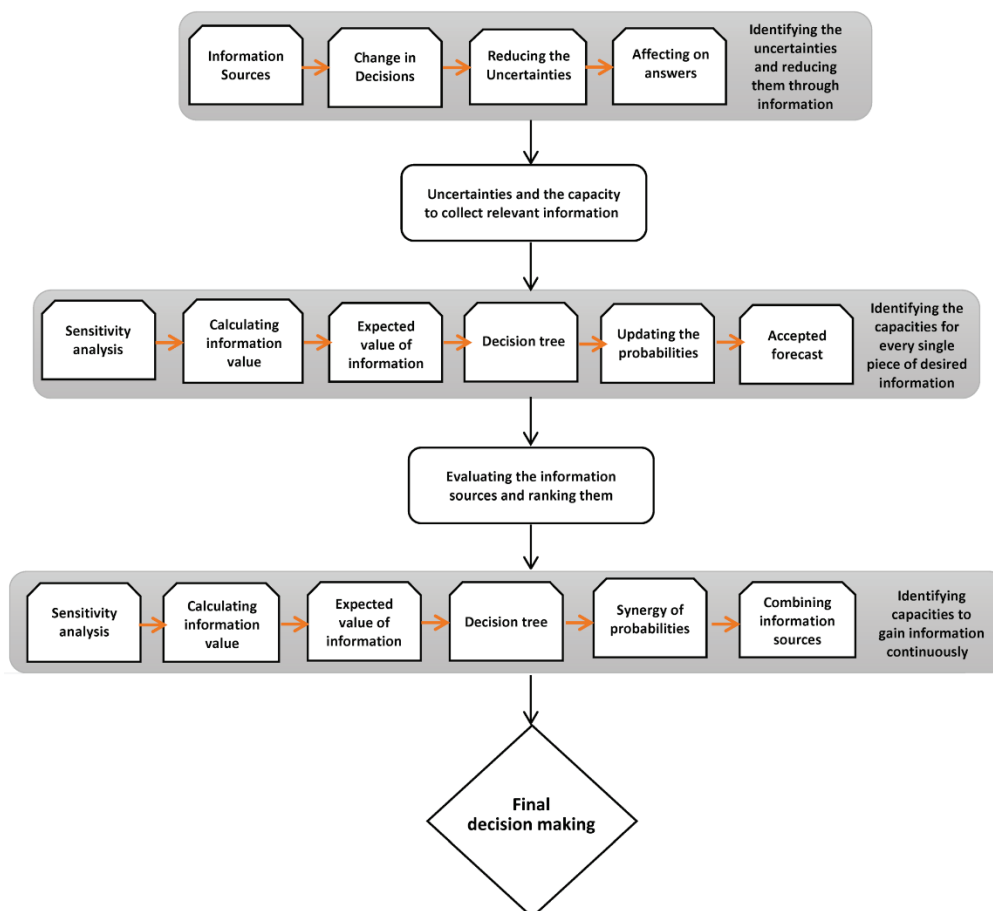 Information
Sources
Change in
Decisions
Reducing the
Uncertainties
Affecting on
answers
Identifying the
uncertainties
and reducing
them through
information
Uncertainties and the capacity
to collect relevant information
Sensitivity
analysis
Calculating
information
value
Expected
value of
information
Decision tree
Updating the
probabilities
Accepted
forecast
Identifying the
capacities for
every single
piece of desired
information
Evaluating the information
sources and ranking them
Sensitivity
analysis
Calculating
information
value
Expected
value of
information
Decision tree
Synergy of
probabilities
Combining
information
sources
Identifying
capacities to
gain information
continuously
Final
decision making